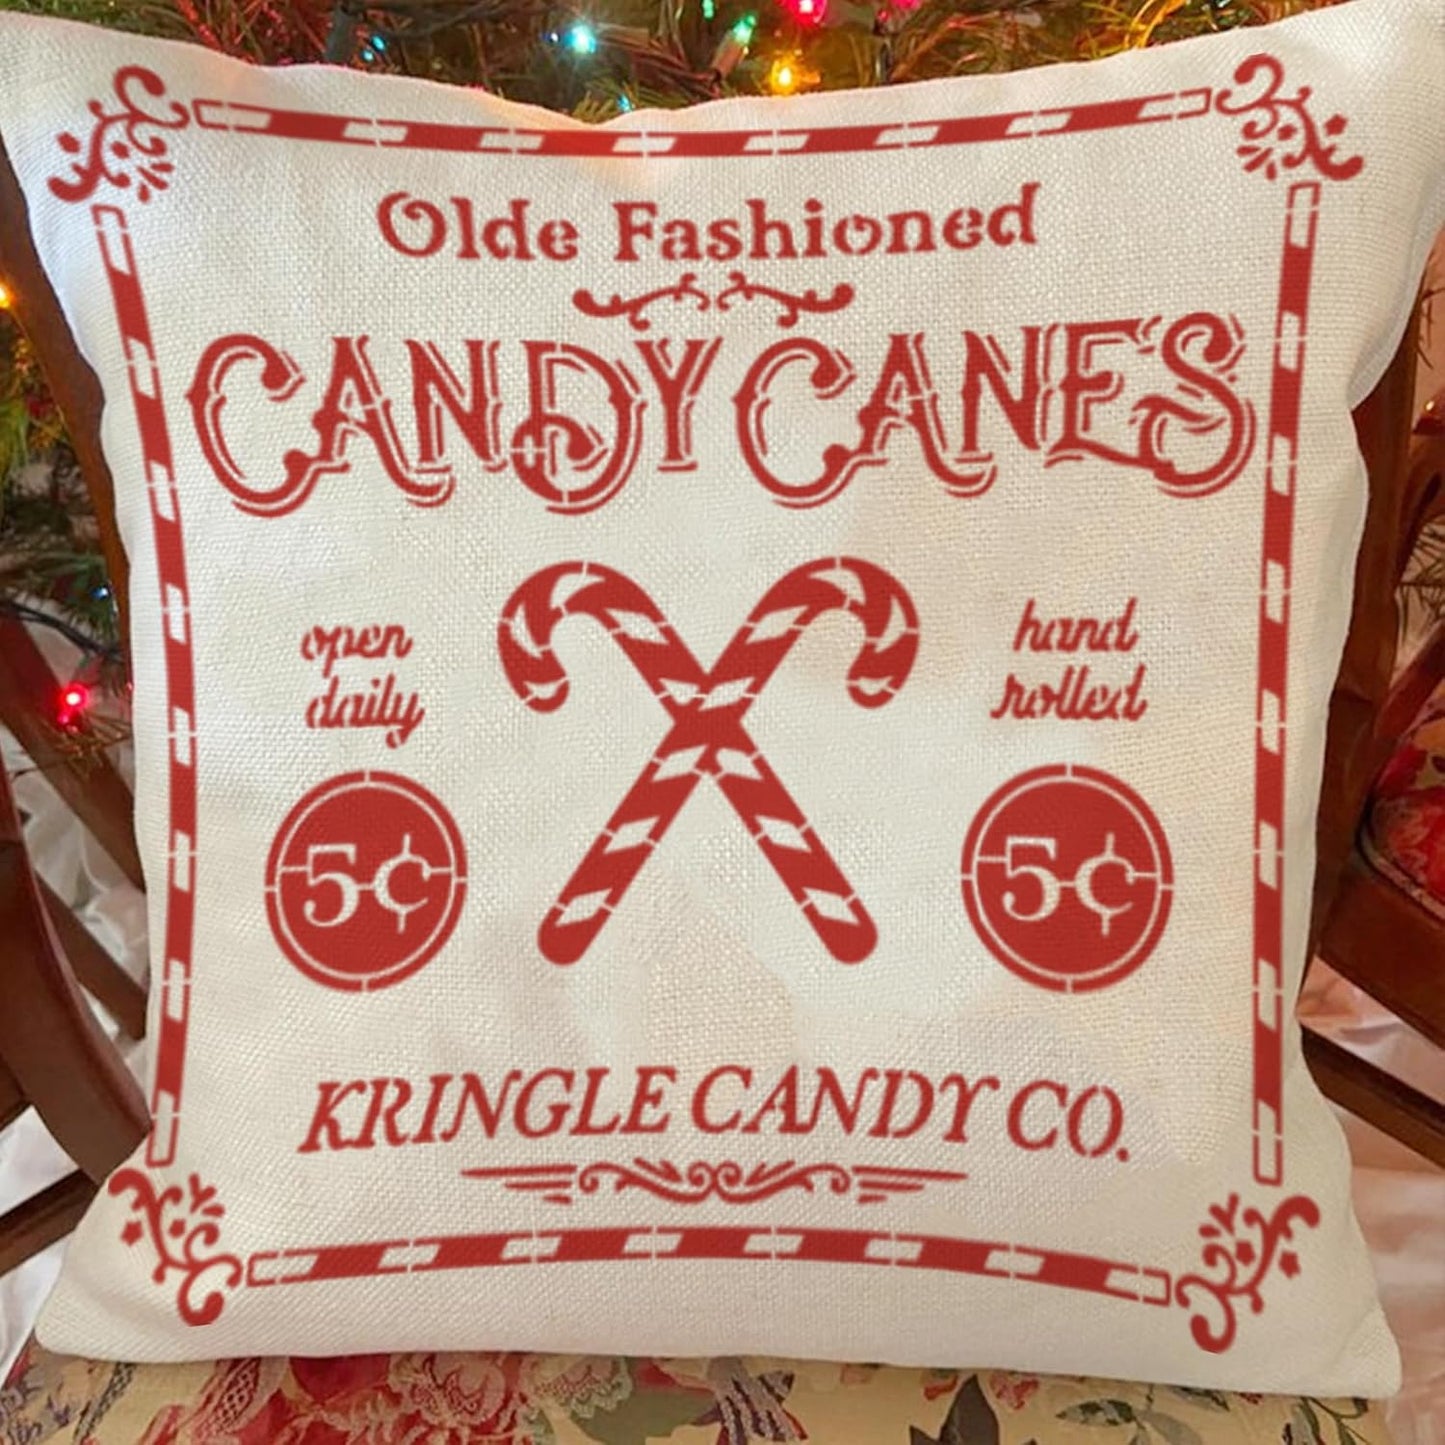 Olde Fashioned
CANDY CANES
open
daily
hand
rolled
5¢
5¢
KRINGLE CANDY CO.